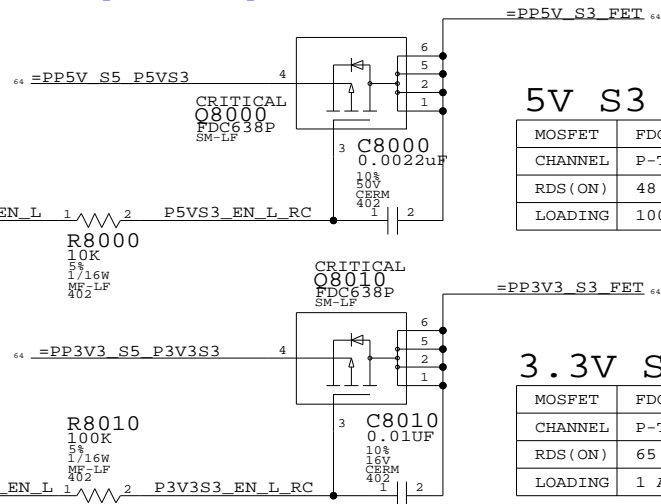 =PP5V_S3_FET 64
64 =PP5V_S5_P5VS3
4
6
5
2
1
CRITICAL
Q8000
FDC638P
SM-LF
3
C8000
0.0022uF
10%
50V
CERM
402
1 2
EN_L 1 2 P5VS3_EN_L_RC
R8000
10K
5%
1/16W
MF-LF
402
5V S3
MOSFET FDC
CHANNEL P-T
RDS(ON) 48
LOADING 100
CRITICAL
Q8010
FDC638P
SM-LF
=PP3V3_S3_FET 64
64 =PP3V3_S5_P3V3S3
4
6
5
2
1
3
C8010
0.01UF
10%
16V
CERM
402
1 2
R8010
100K
5%
1/16W
MF-LF
402
_EN_L 1 2 P3V3S3_EN_L_RC
3.3V S
MOSFET FDC
CHANNEL P-T
RDS(ON) 65
LOADING 1 A